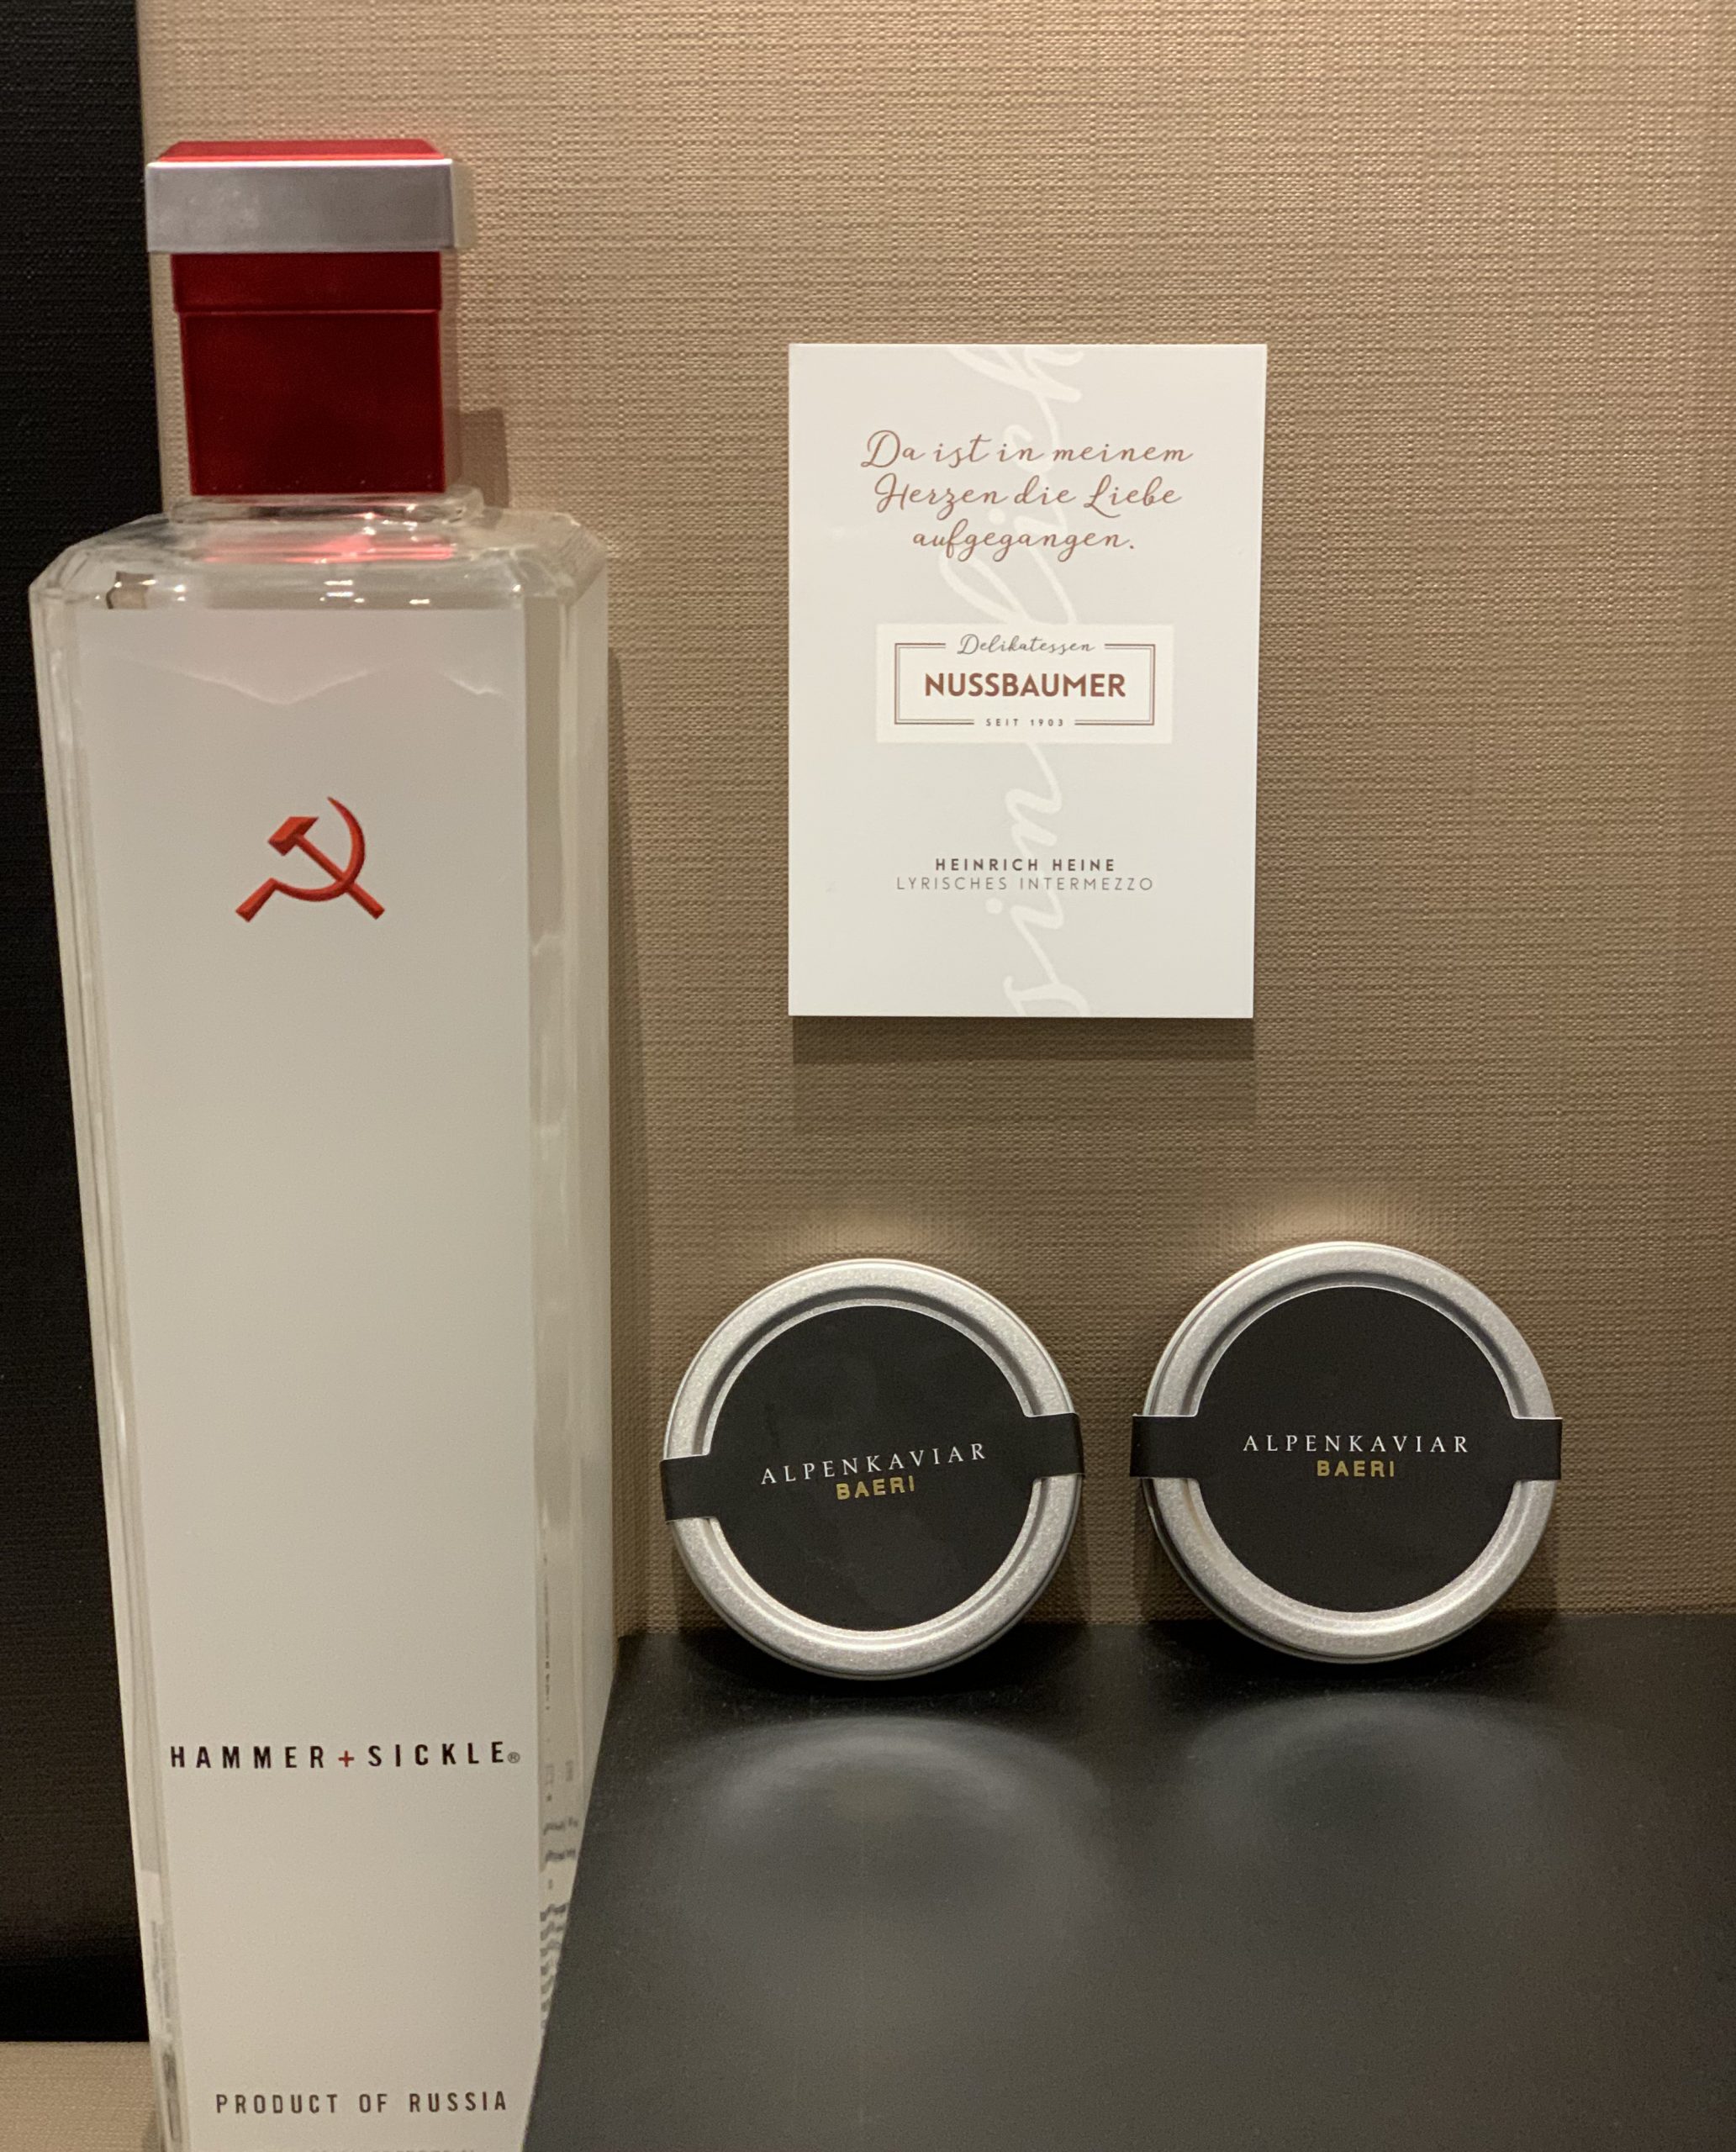 HAMMER + SICKLE®
PRODUCT OF RUSSIA
sinnlich
Da ist in meinem
Herzen die Liebe
aufgegangen.
Delikatessen
NUSSBAUMER
SEIT 1903
HEINRICH HEINE
LYRISCHES INTERMEZZO
ALPENKAVIAR
BAERI
ALPENKAVIAR
BAERI